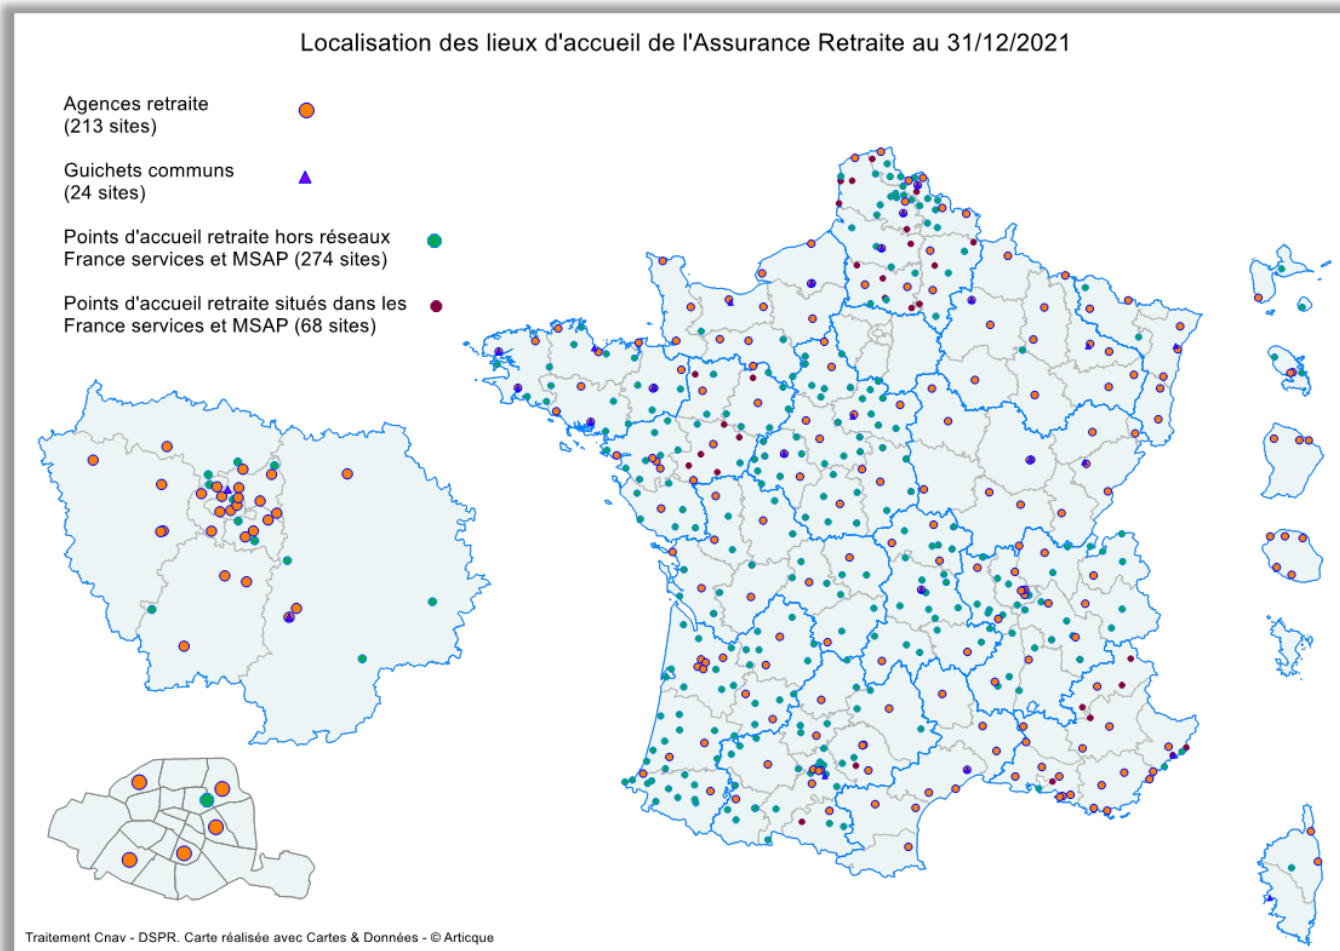 Localisation des lieux d'accueil de l'Assurance Retraite au 31/12/2021
Agences retraite
(213 sites)
Guichets communs
(24 sites)
Points d'accueil retraite hors réseaux
France services et MSAP (274 sites)
Points d'accueil retraite situés dans les
France services et MSAP (68 sites)
Traitement Cnav - DSPR. Carte réalisée avec Cartes & Données - © Articque